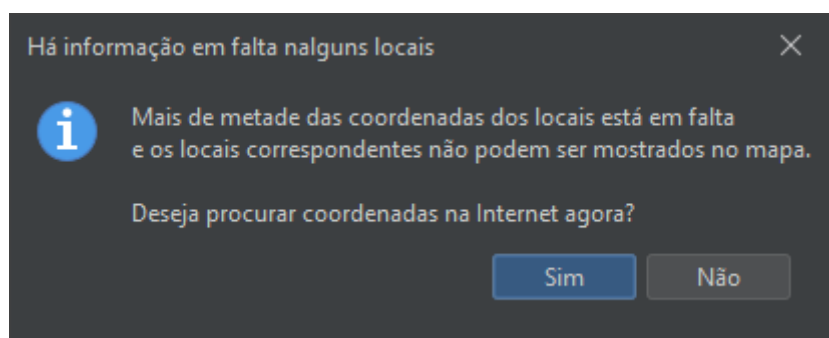 Há informação em falta nalguns locais
Mais de metade das coordenadas dos locais está em falta
e os locais correspondentes não podem ser mostrados no mapa.
Deseja procurar coordenadas na Internet agora?
Sim
Não